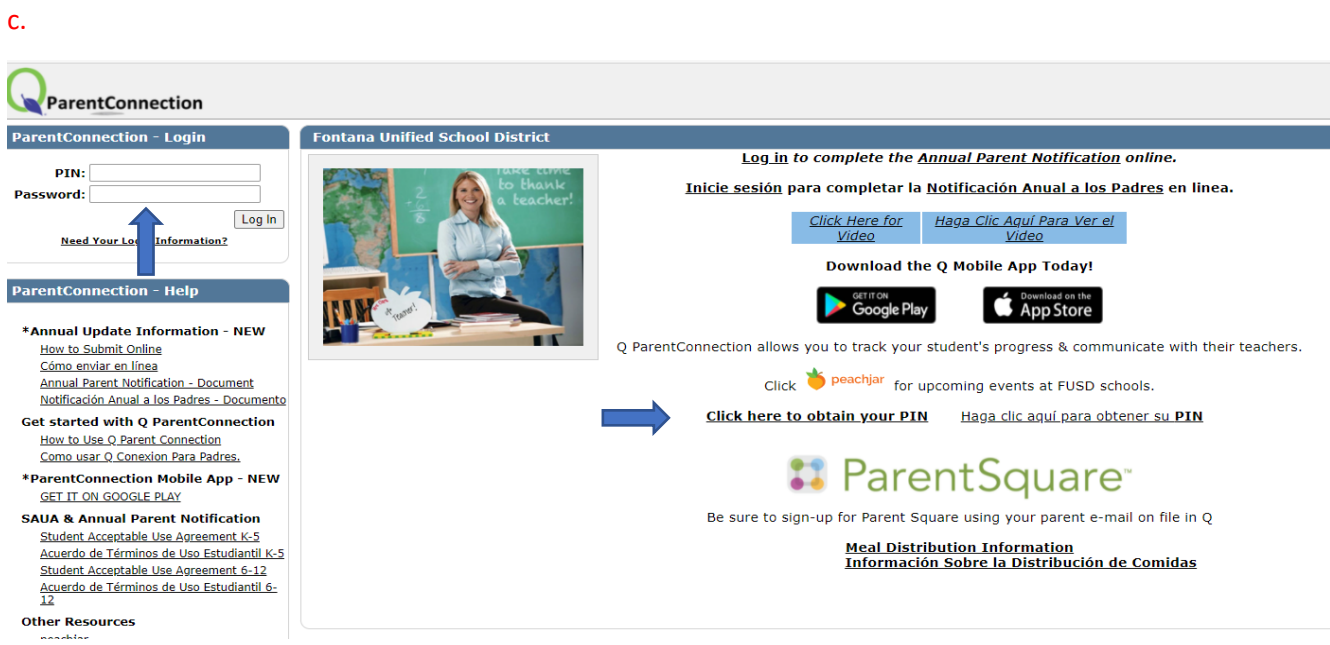 c.
ParentConnection
ParentConnection - Login
PIN:
Password:
Log In
Need Your Information?
ParentConnection - Help
*Annual Update Information - NEW
How to Submit Online
Cómo enviar en línea
Annual Parent Notification - Document
Notificación Anual a los Padres - Documento
Get started with Q ParentConnection
How to Use Q Parent Connection
Como usar Q Conexion Para Padres.
*ParentConnection Mobile App - NEW
GET IT ON GOOGLE PLAY
SAUA & Annual Parent Notification
Student Acceptable Use Agreement K-5
Acuerdo de Términos de Uso Estudiantil K-5
Student Acceptable Use Agreement 6-12
Acuerdo de Términos de Uso Estudiantil 6-
12
Other Resources
peachjar
Fontana Unified School District
take time
to thank
a teacher!
2
6
8
Teacher!
Log in to complete the Annual Parent Notification online.
Inicie sesión para completar la Notificación Anual a los Padres en linea.
Click Here for
Video
Haga Clic Aquí Para Ver el
Video
Download the Q Mobile App Today!
GET IT ON
Google Play
Download on the
App Store
Q ParentConnection allows you to track your student's progress & communicate with their teachers.
Click peachjar for upcoming events at FUSD schools.
Click here to obtain your PIN Haga clic aquí para obtener su PIN
ParentSquare™
Be sure to sign-up for Parent Square using your parent e-mail on file in Q
Meal Distribution Information
Información Sobre la Distribución de Comidas